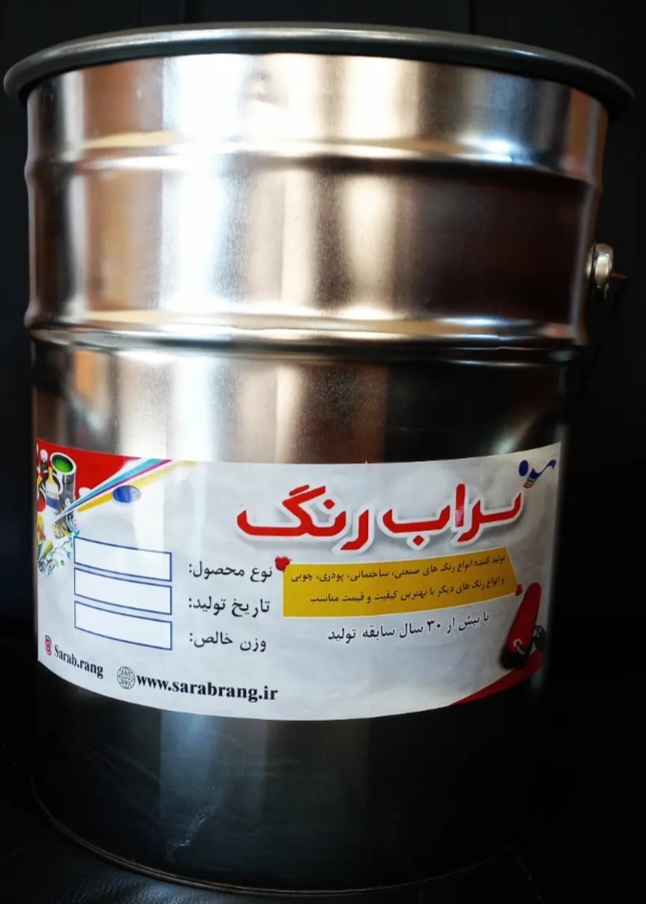 سراب رنگ
تولید کننده انواع رنگ های صنعتی، ساختمانی، پودری، چوبی
و انواع رنگ های دیگر با بهترین کیفیت و قیمت مناسب
با بیش از ۳۰ سال سابقه تولید
نوع محصول:
تاریخ تولید:
وزن خالص:
Sarab.rang
www.sarabrang.ir